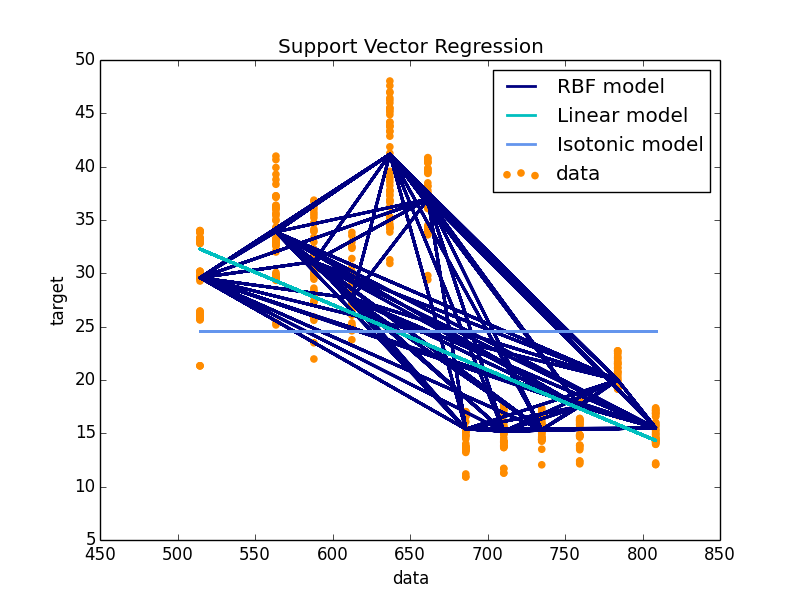 Support Vector Regression
RBF model
Linear model
Isotonic model
data
50
45
40
35
30
25
20
15
10
5
target
450
500
550
600
650
700
750
800
850
data